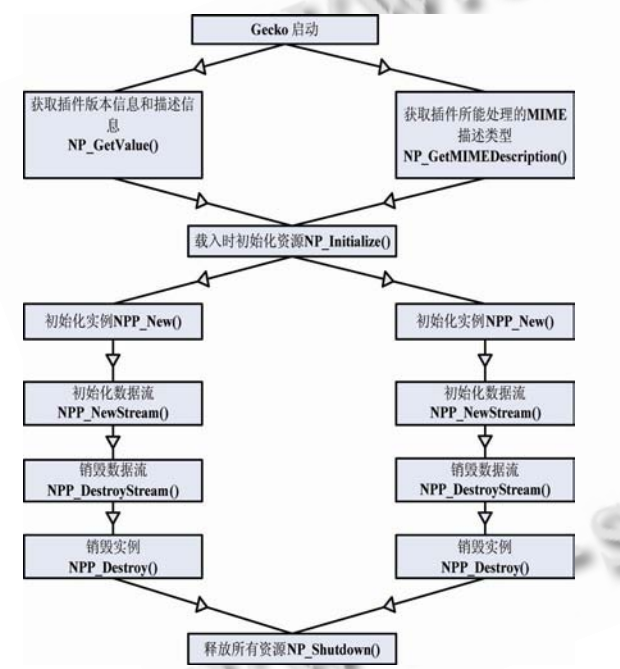 Gecko 启动
获取插件版本信息和描述信
息
NP_GetValue()
获取插件所能处理的MIME
描述类型
NP_GetMIMEDescription()
载入时初始化资源NP_Initialize()
初始化实例NPP_New()
初始化实例NPP_New()
初始化数据流
NPP_NewStream()
初始化数据流
NPP_NewStream()
销毁数据流
NPP_DestroyStream()
销毁数据流
NPP_DestroyStream()
销毁实例
NPP_Destroy()
销毁实例
NPP_Destroy()
释放所有资源NP_Shutdown()